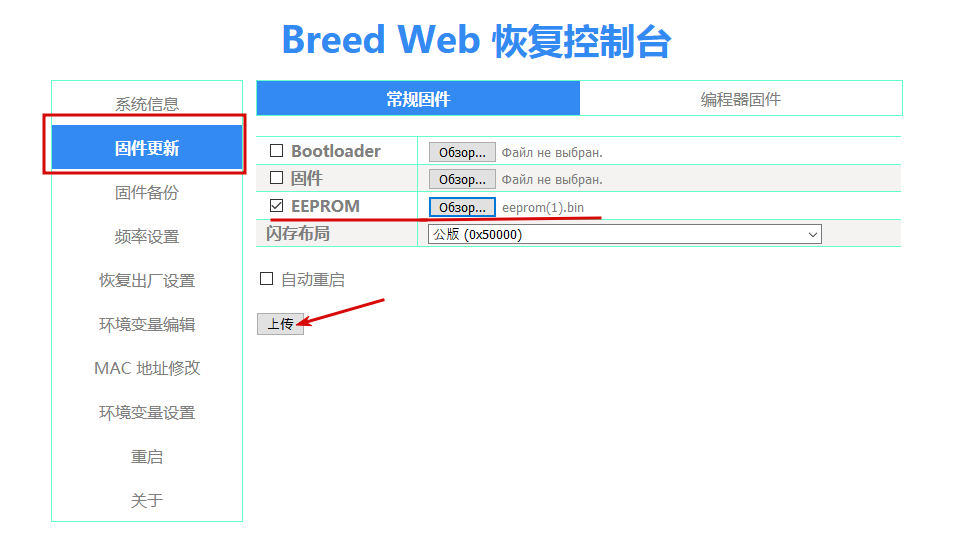 Breed Web 恢复控制台
系统信息
固件更新
固件备份
频率设置
恢复出厂设置
环境变量编辑
MAC 地址修改
环境变量设置
重启
关于
常规固件
编程器固件
Bootloader Обзор... Файл не выбран.
固件 Обзор... Файл не выбран.
EEPROM Обзор... eeprom(1).bin
闪存布局 公版 (0x50000)
自动重启
上传